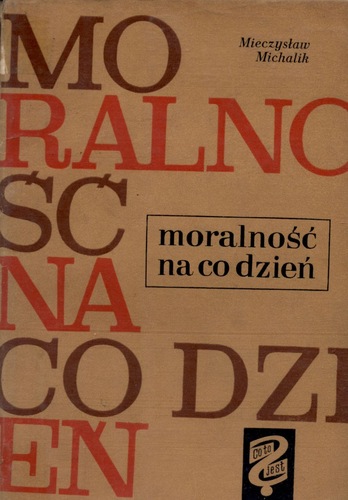 Mieczysław
Michalik
MO
RALNO
ŚĆ
NA
CO DZI
EŃ
moralność
na co dzień
Co to
jest